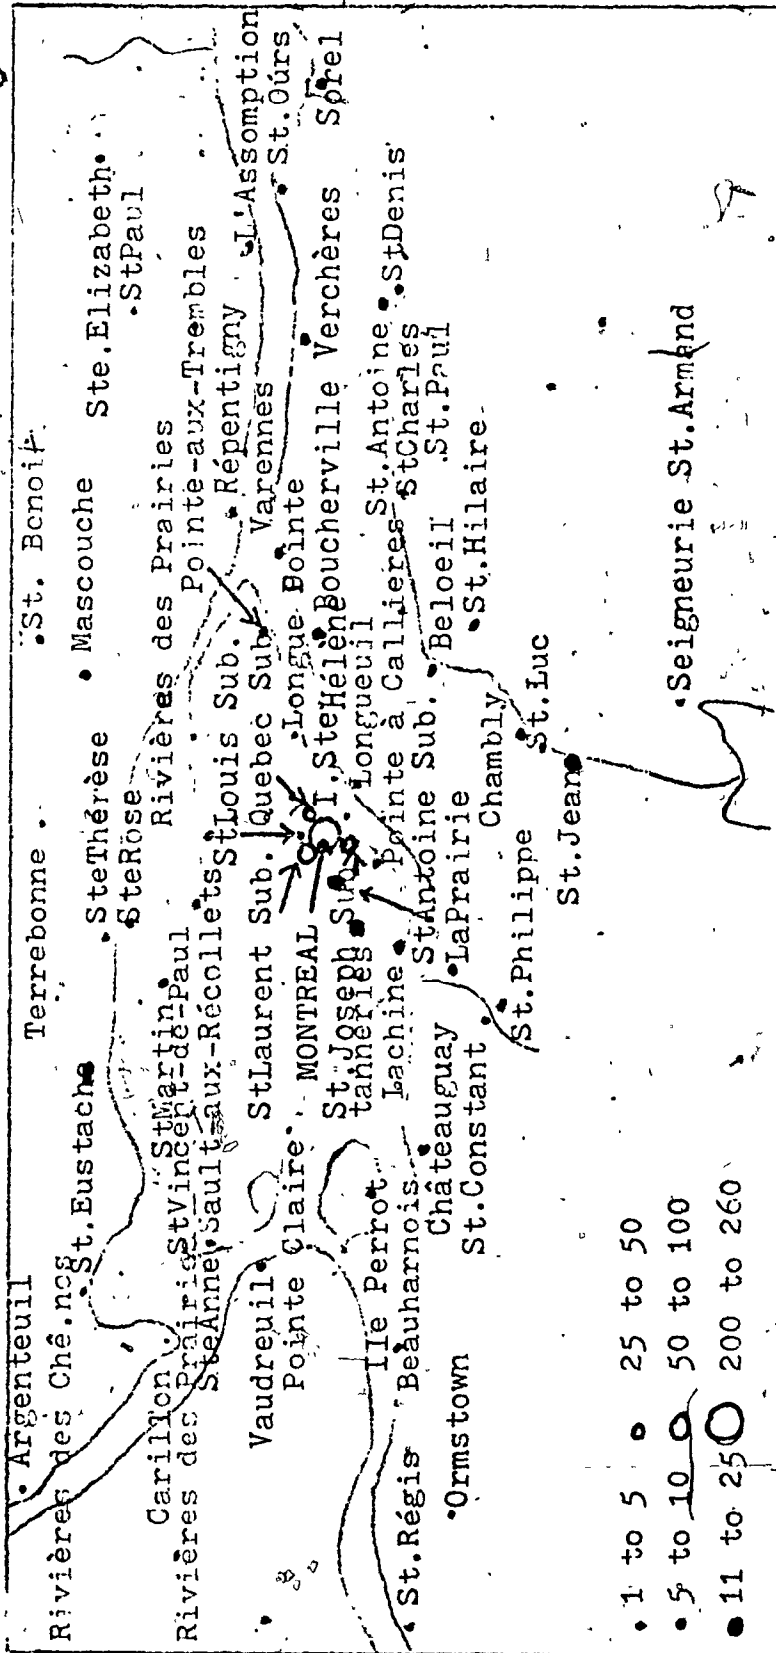 Argenteuil
Rivières des Chê.nes
St.Eustache
Terrebonne
St. Benoit
Mascouche
SteThérèse
SteRose
Ste.Elizabeth
StPaul
Carillon
StMartin
Rivières des Prairies
Rivières des Prairies
StVincent-de-Paul
SteAnne
Sault-aux-Récollets
Pointe-aux-Trembles
Répentigny
L'Assomption
St.Ours
Sorel
StLouis Sub.
Quebec Sub.
StLaurent Sub.
Varennes
Vaudreuil
Pointe Claire
MONTREAL
Longue Pointe
I.SteHélène
Boucherville
Verchères
St.Joseph Sub.
tanneries
Longueuil
Ile Perrot
Lachine
Pointe à Callieres
St.Antoine
StDenis
St.Régis
Beauharnois
StAntoine Sub.
StCharles
Châteauguay
LaPrairie
Beloeil
St.Paul
Ormstown
St.Constant
Chambly
St.Hilaire
St.Philippe
St.Luc
St.Jean
Seigneurie St.Armand
1 to 5
25 to 50
5 to 10
50 to 100
11 to 25
200 to 260